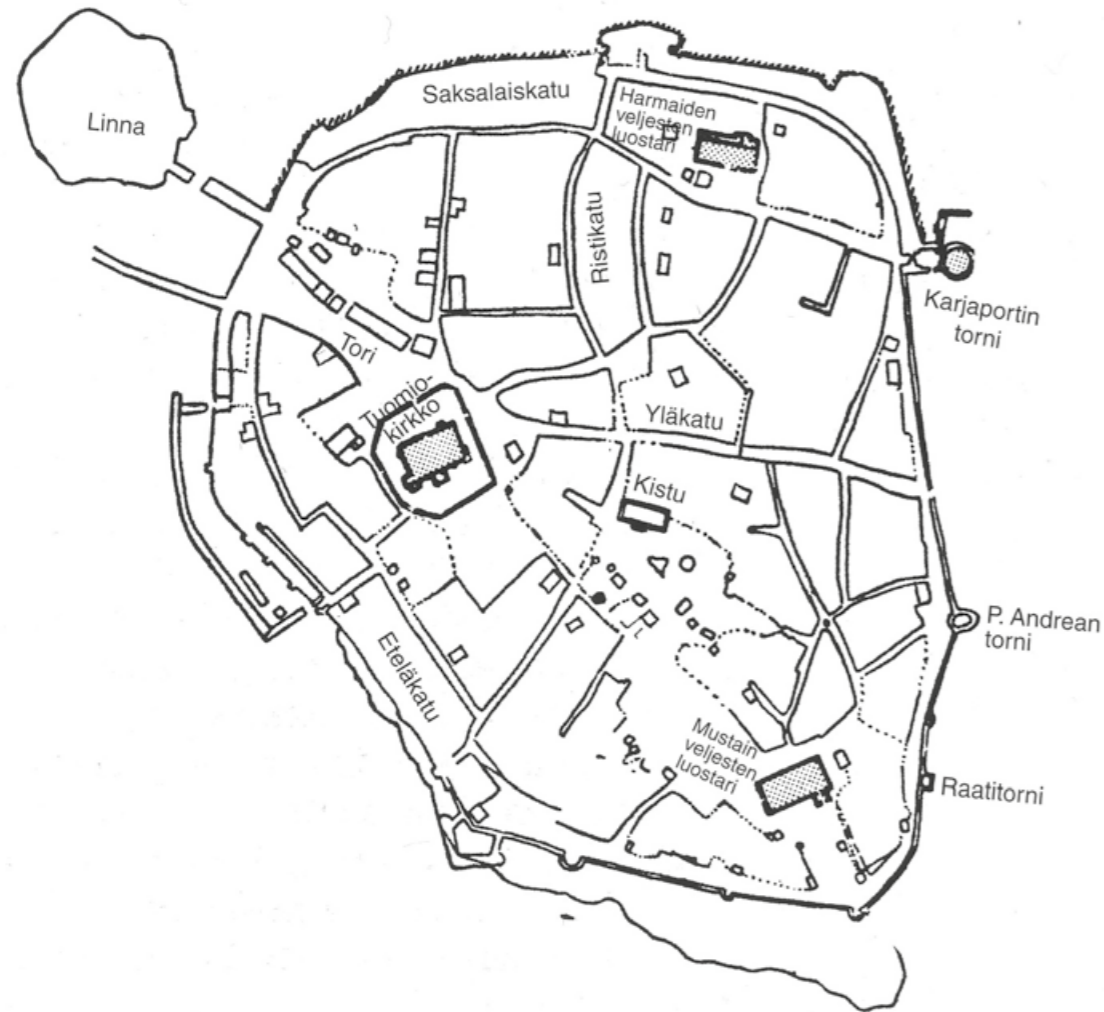 Linna
Saksalaiskatu
Harmaiden
veljesten
luostari
Ristikatu
Karjaportin
torni
Tori
Tuomio-
kirkko
Yläkatu
Kistu
P. Andrean
torni
Eteläkatu
Mustain
veljesten
luostari
Raatitorni